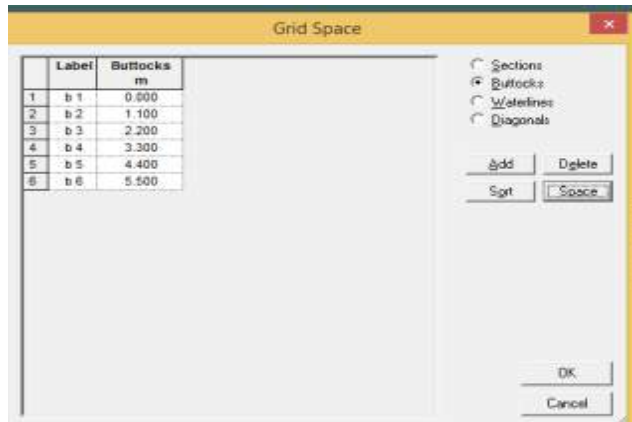 Grid Space
Label Buttocks m
1 b 1 0.000
2 b 2 1.100
3 b 3 2.200
4 b 4 3.300
5 b 5 4.400
6 b 6 5.500
Sections
Buttocks
Waterlines
Diagonals
Add Delete
Sort Space
OK
Cancel